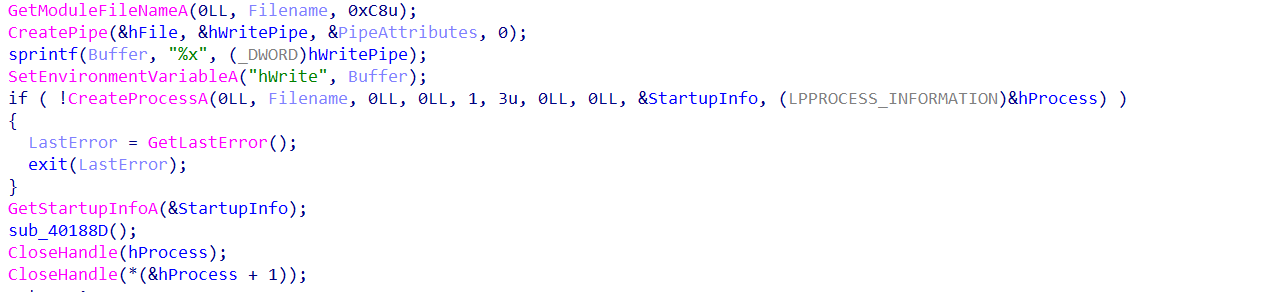 GetModuleFileNameA(0LL, Filename, 0xC8u);
CreatePipe(&hFile, &hWritePipe, &PipeAttributes, 0);
sprintf(Buffer, "%x", (_DWORD)hWritePipe);
SetEnvironmentVariableA("hWrite", Buffer);
if ( !CreateProcessA(0LL, Filename, 0LL, 0LL, 1, 3u, 0LL, 0LL, &StartupInfo, (LPPROCESS_INFORMATION)&hProcess) )
{
  LastError = GetLastError();
  exit(LastError);
}
GetStartupInfoA(&StartupInfo);
sub_40188D();
CloseHandle(hProcess);
CloseHandle(*(&hProcess + 1));